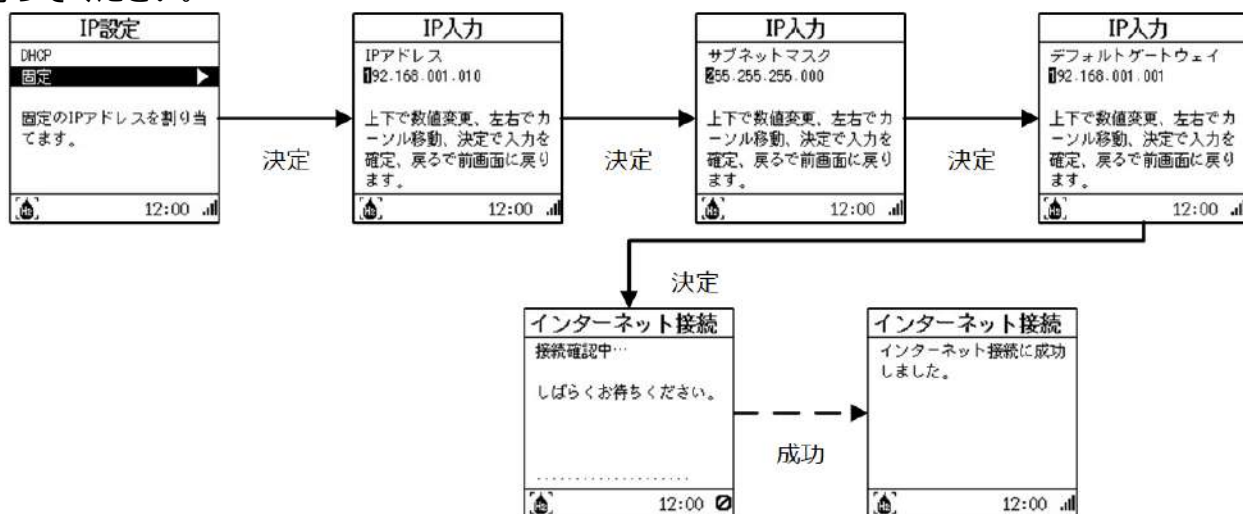 IP設定
DHCP
固定
固定のIPアドレスを割り当
てます。
12:00
決定
IP入力
IPアドレス
192.168.001.010
上下で数値変更、左右でカ
ーソル移動、決定で入力を
確定、戻るで前画面に戻り
ます。
12:00
決定
IP入力
サブネットマスク
255.255.255.000
上下で数値変更、左右でカ
ーソル移動、決定で入力を
確定、戻るで前画面に戻り
ます。
12:00
決定
IP入力
デフォルトゲートウェイ
192.168.001.001
上下で数値変更、左右でカ
ーソル移動、決定で入力を
確定、戻るで前画面に戻り
ます。
12:00
決定
インターネット接続
接続確認中…
しばらくお待ちください。
....................
12:00
成功
インターネット接続
インターネット接続に成功
しました。
12:00